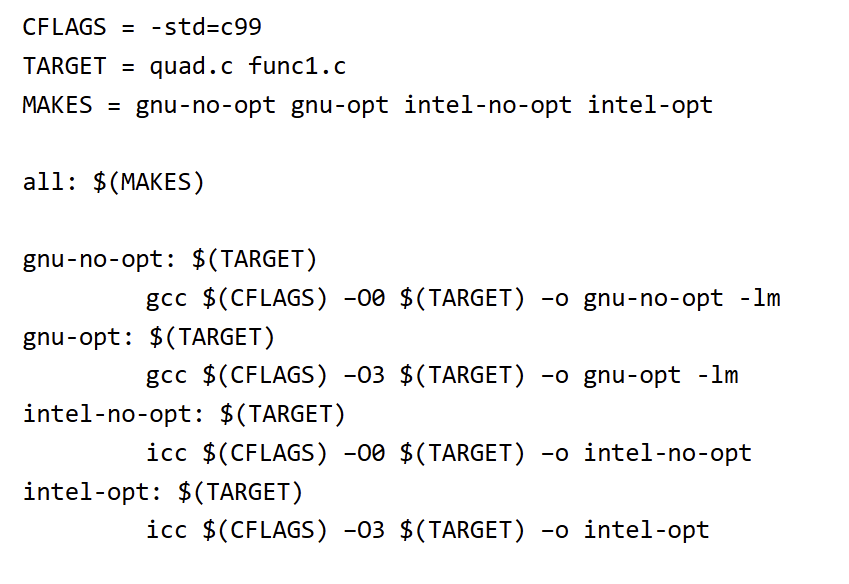 CFLAGS = -std=c99
TARGET = quad.c func1.c
MAKES = gnu-no-opt gnu-opt intel-no-opt intel-opt
all: $(MAKES)
gnu-no-opt: $(TARGET)
gcc $(CFLAGS) –O0 $(TARGET) –o gnu-no-opt -lm
gnu-opt: $(TARGET)
gcc $(CFLAGS) –O3 $(TARGET) –o gnu-opt -lm
intel-no-opt: $(TARGET)
icc $(CFLAGS) –O0 $(TARGET) –o intel-no-opt
intel-opt: $(TARGET)
icc $(CFLAGS) –O3 $(TARGET) –o intel-opt